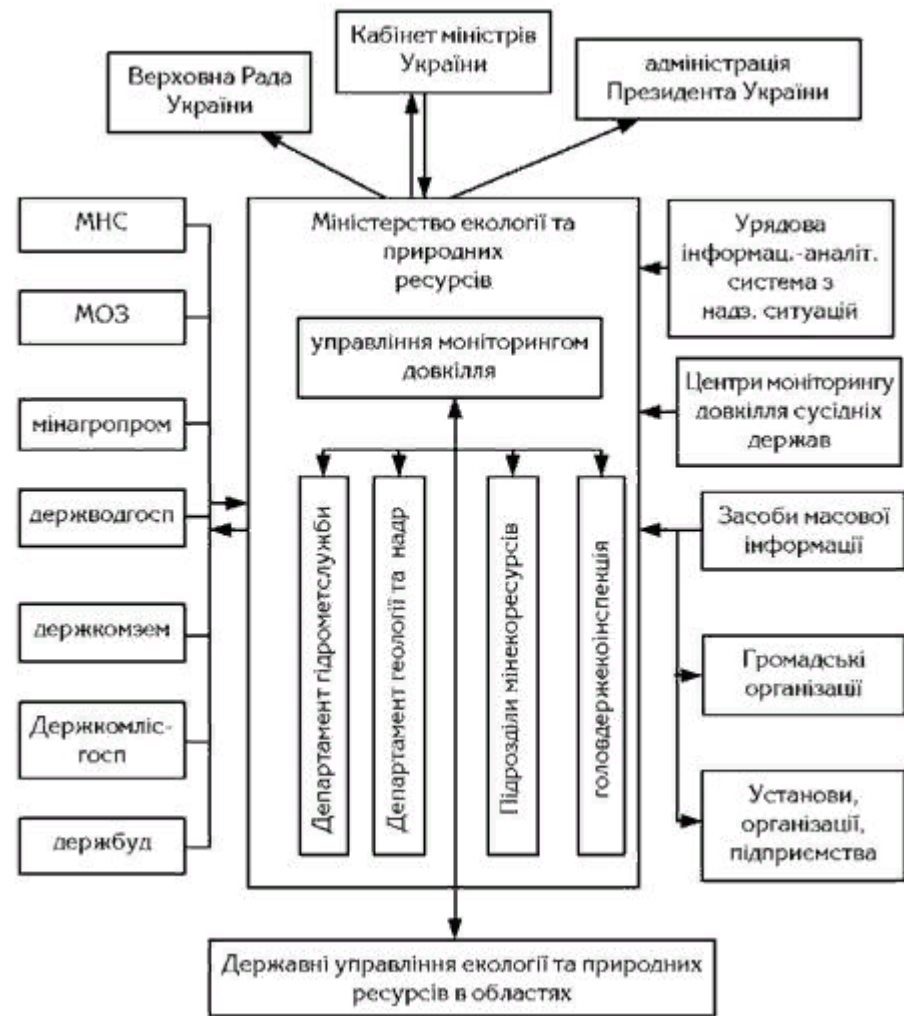 Кабінет міністрів
України
Верховна Рада
України
адміністрація
Президента України
МНС
МОЗ
мінагропром
держводгосп
держкомзем
Держкомліс-
госп
держбуд
Міністерство екології та
природних
ресурсів
управління моніторингом
довкілля
Департамент гідрометслужби
Департамент геології та надр
Підрозділи мінекоресурсів
головдержекоінспенція
Урядова
інформац.-аналіт.
система з
надз. ситуацій
Центри моніторингу
довкілля сусідніх
держав
Засоби масової
інформації
Громадські
організації
Установи,
організації,
підприємства
Державні управління екології та природних
ресурсів в областях